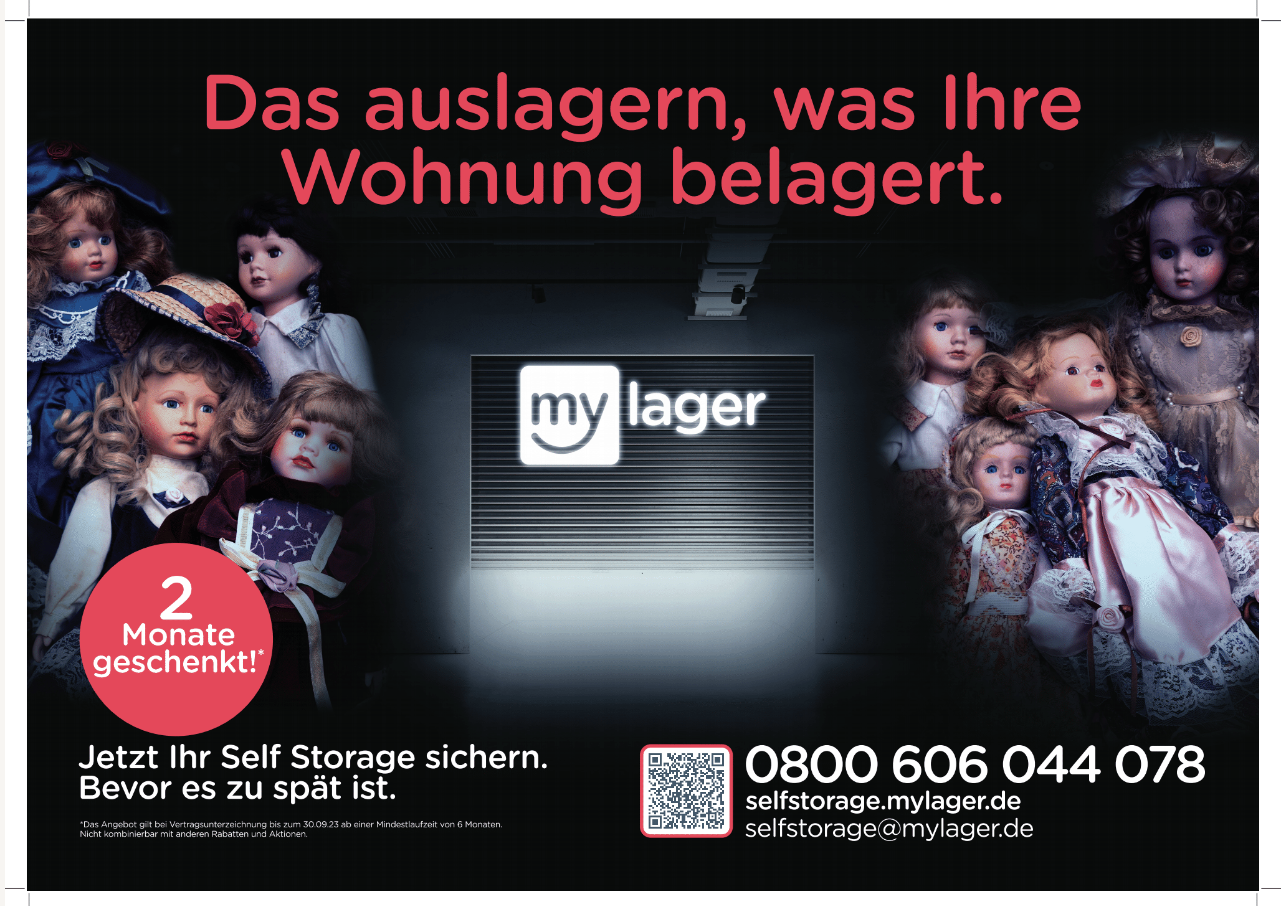 Das auslagern, was Ihre
Wohnung belagert.
my lager
2
Monate
geschenkt!*
Jetzt Ihr Self Storage sichern.
Bevor es zu spät ist.
*Das Angebot gilt bei Vertragsunterzeichnung bis zum 30.09.23 ab einer Mindestlaufzeit von 6 Monaten.
Nicht kombinierbar mit anderen Rabatten und Aktionen.
0800 606 044 078
selfstorage.mylager.de
selfstorage@mylager.de